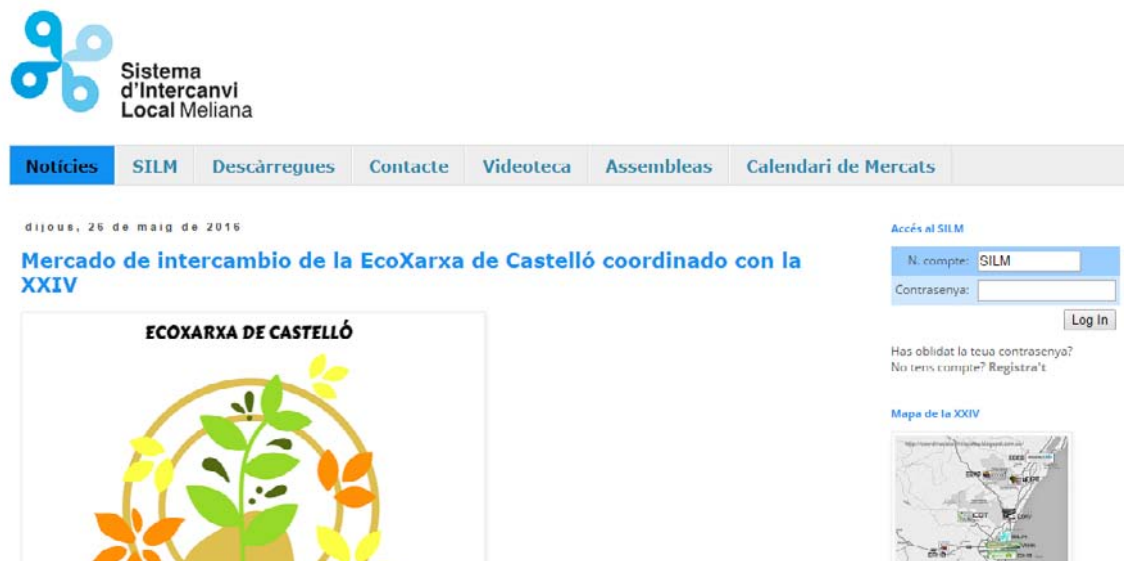 Sistema
d'Intercanvi
Local Meliana
Notícies SILM Descàrregues Contacte Videoteca Assembleas Calendari de Mercats
dijous, 26 de maig de 2016
Mercado de intercambio de la EcoXarxa de Castelló coordinado con la
XXIV
ECOXARXA DE CASTELLÓ
Accés al SILM
N. compte: SILM
Contrasenya:
Log In
Has oblidat la teua contrasenya?
No tens compte? Registra't
Mapa de la XXIV